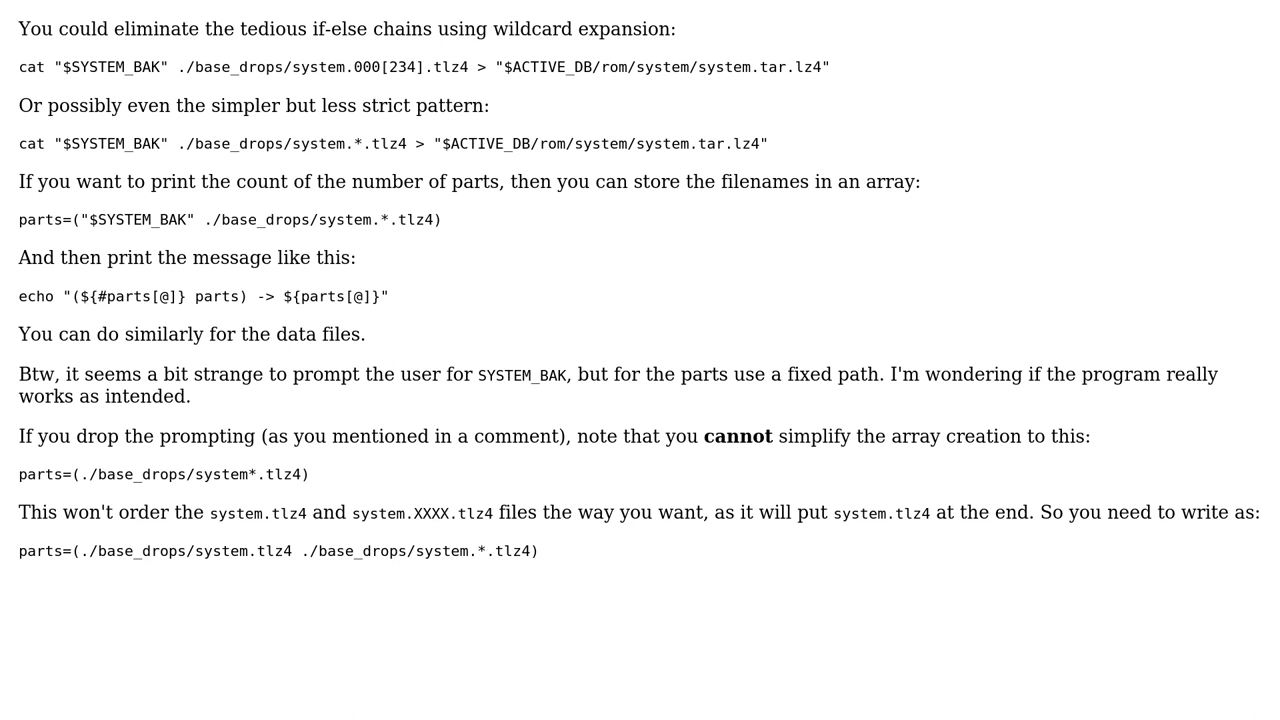 You could eliminate the tedious if-else chains using wildcard expansion:
cat "$SYSTEM_BAK" ./base_drops/system.000[234].tlz4 > "$ACTIVE_DB/rom/system/system.tar.lz4"
Or possibly even the simpler but less strict pattern:
cat "$SYSTEM_BAK" ./base_drops/system.*.tlz4 > "$ACTIVE_DB/rom/system/system.tar.lz4"
If you want to print the count of the number of parts, then you can store the filenames in an array:
parts=("$SYSTEM_BAK" ./base_drops/system.*.tlz4)
And then print the message like this:
echo "(${#parts[@]} parts) -> ${parts[@]}"
You can do similarly for the data files.
Btw, it seems a bit strange to prompt the user for SYSTEM_BAK, but for the parts use a fixed path. I'm wondering if the program really
works as intended.
If you drop the prompting (as you mentioned in a comment), note that you cannot simplify the array creation to this:
parts=(./base_drops/system*.tlz4)
This won't order the system.tlz4 and system.XXXX.tlz4 files the way you want, as it will put system.tlz4 at the end. So you need to write as:
parts=(./base_drops/system.tlz4 ./base_drops/system.*.tlz4)